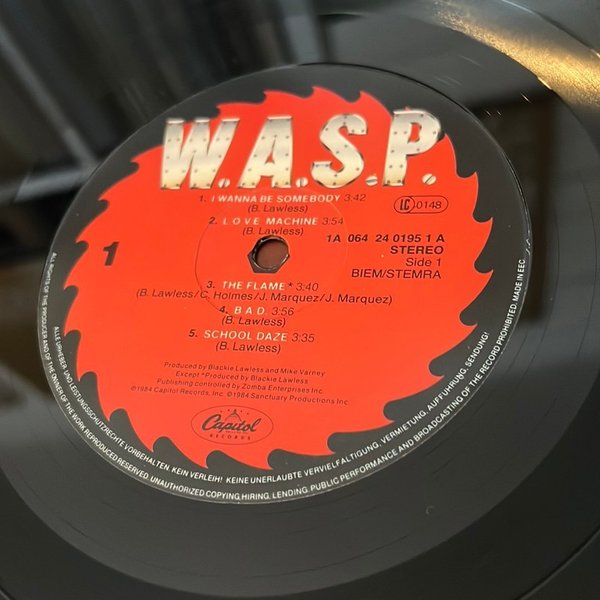 W.A.S.P.
1. I WANNA BE SOMEBODY 3:42
(B. Lawless)
2. L.O.V.E. MACHINE 3:54
(B. Lawless)
LC 0148
1A 064 24 0195 1 A
STEREO
Side 1
BIEM/STEMRA
1
3. THE FLAME* 3:40
(B. Lawless/C. Holmes/J. Marquez/J. Marquez)
4. B.A.D. 3:56
(B. Lawless)
5. SCHOOL DAZE 3:35
(B. Lawless)
Produced by Blackie Lawless and Mike Varney
Except *Produced by Blackie Lawless
Publishing controlled by Zomba Enterprises Inc.
℗1984 Capitol Records, Inc. ©1984 Sanctuary Productions Inc.
Capitol
RECORDS
ALLE URHEBER- UND LEISTUNGSSCHUTZRECHTE VORBEHALTEN. KEIN VERLEIH! KEINE UNERLAUBTE VERVIELFÄLTIGUNG, VERMIETUNG, AUFFÜHRUNG, SENDUNG!
ALL RIGHTS OF THE PRODUCER AND OF THE OWNER OF THE WORK REPRODUCED RESERVED. UNAUTHORIZED COPYING, HIRING, LENDING, PUBLIC PERFORMANCE AND BROADCASTING OF THE RECORD PROHIBITED. MADE IN EEC.